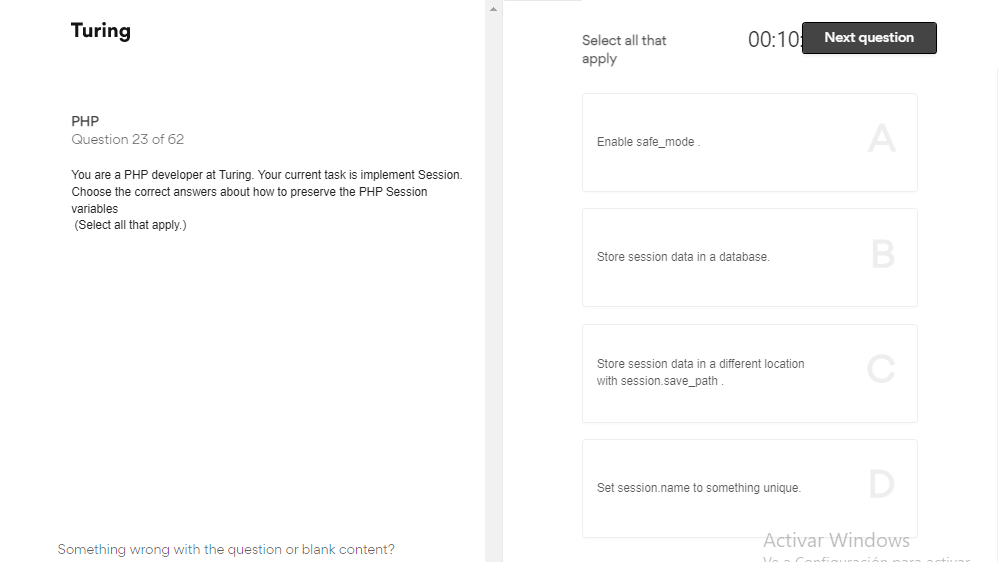 Turing
PHP
Question 23 of 62
You are a PHP developer at Turing. Your current task is implement Session.
Choose the correct answers about how to preserve the PHP Session
variables
(Select all that apply.)
Something wrong with the question or blank content?
Select all that
apply
00:10:
Next question
Enable safe_mode .
A
Store session data in a database.
B
Store session data in a different location
with session.save_path .
C
Set session.name to something unique.
D
Activar Windows
Ve a Configuración para activar